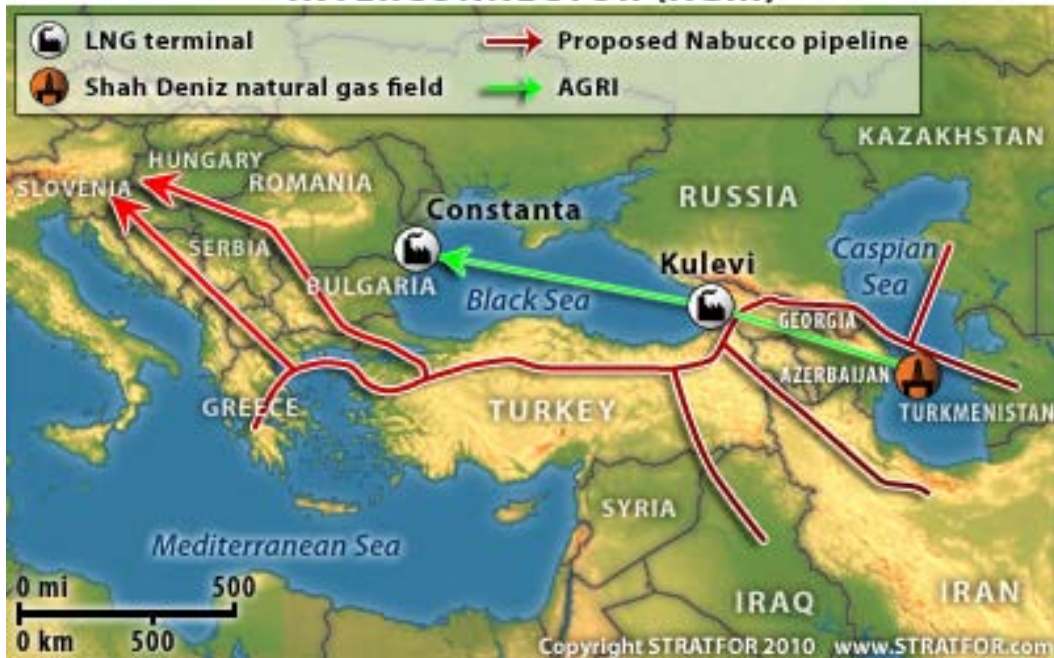 LNG terminal
Proposed Nabucco pipeline
Shah Deniz natural gas field
AGRI
KAZAKHSTAN
HUNGARY
SLOVENIA
ROMANIA
RUSSIA
Constanta
SERBIA
Caspian
Sea
Kulevi
BULGARIA
Black Sea
GEORGIA
AZERBAIJAN
GREECE
TURKEY
TURKMENISTAN
SYRIA
Mediterranean Sea
0 mi 500
IRAQ
IRAN
0 km 500
Copyright STRATFOR 2010 www.STRATFOR.com